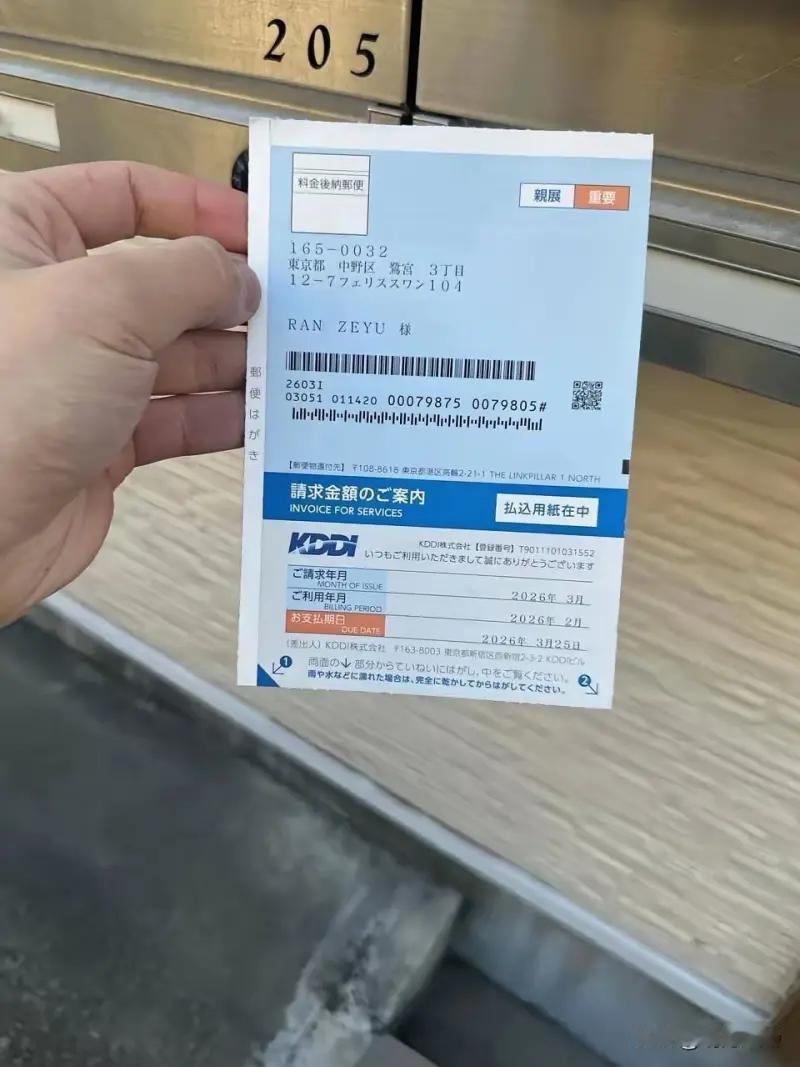 205
料金後納郵便
親展 重要
165-0032
東京都 中野区 鷺宮 3丁目
12-7フェリススワン104
RAN ZEYU 様
2603I
03051 011420 00079875 0079805#
郵便はがき
【郵便物還付先】 〒108-8618 東京都港区高輪2-21-1 THE LINKPILLAR 1 NORTH
請求金額のご案内
INVOICE FOR SERVICES
払込用紙在中
KDDI
KDDI株式会社【登録番号】T9011101031552
いつもご利用いただきまして誠にありがとうございます
ご請求年月
MONTH OF ISSUE
2026年 3月
ご利用年月
BILLING PERIOD
2026年 2月
お支払期日
DUE DATE
2026年 3月25日
(差出人) KDDI株式会社 〒163-8003 東京都新宿区西新宿2-3-2 KDDIビル
1 両面の↓部分からていねいにはがし、中をご覧ください。
雨や水などに濡れた場合は、完全に乾かしてからはがしてください。 2